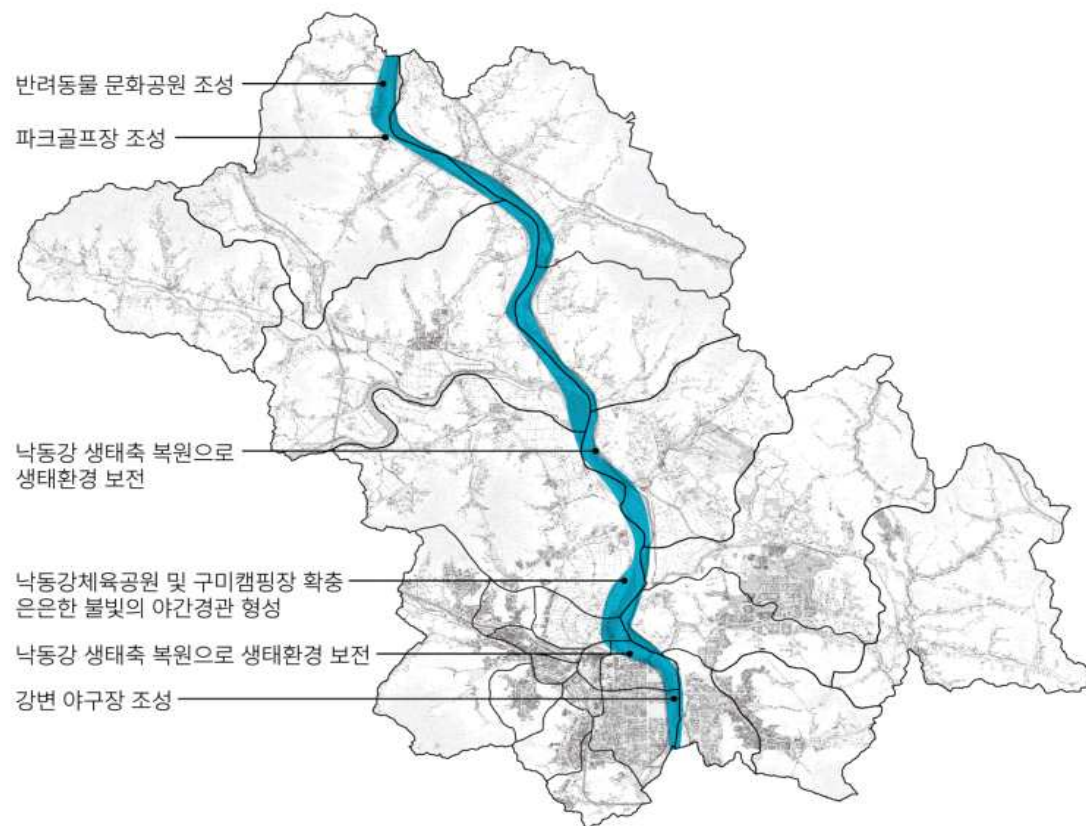 반려동물 문화공원 조성
파크골프장 조성
낙동강 생태축 복원으로
생태환경 보전
낙동강체육공원 및 구미캠핑장 확충
은은한 불빛의 야간경관 형성
낙동강 생태축 복원으로 생태환경 보전
강변 야구장 조성